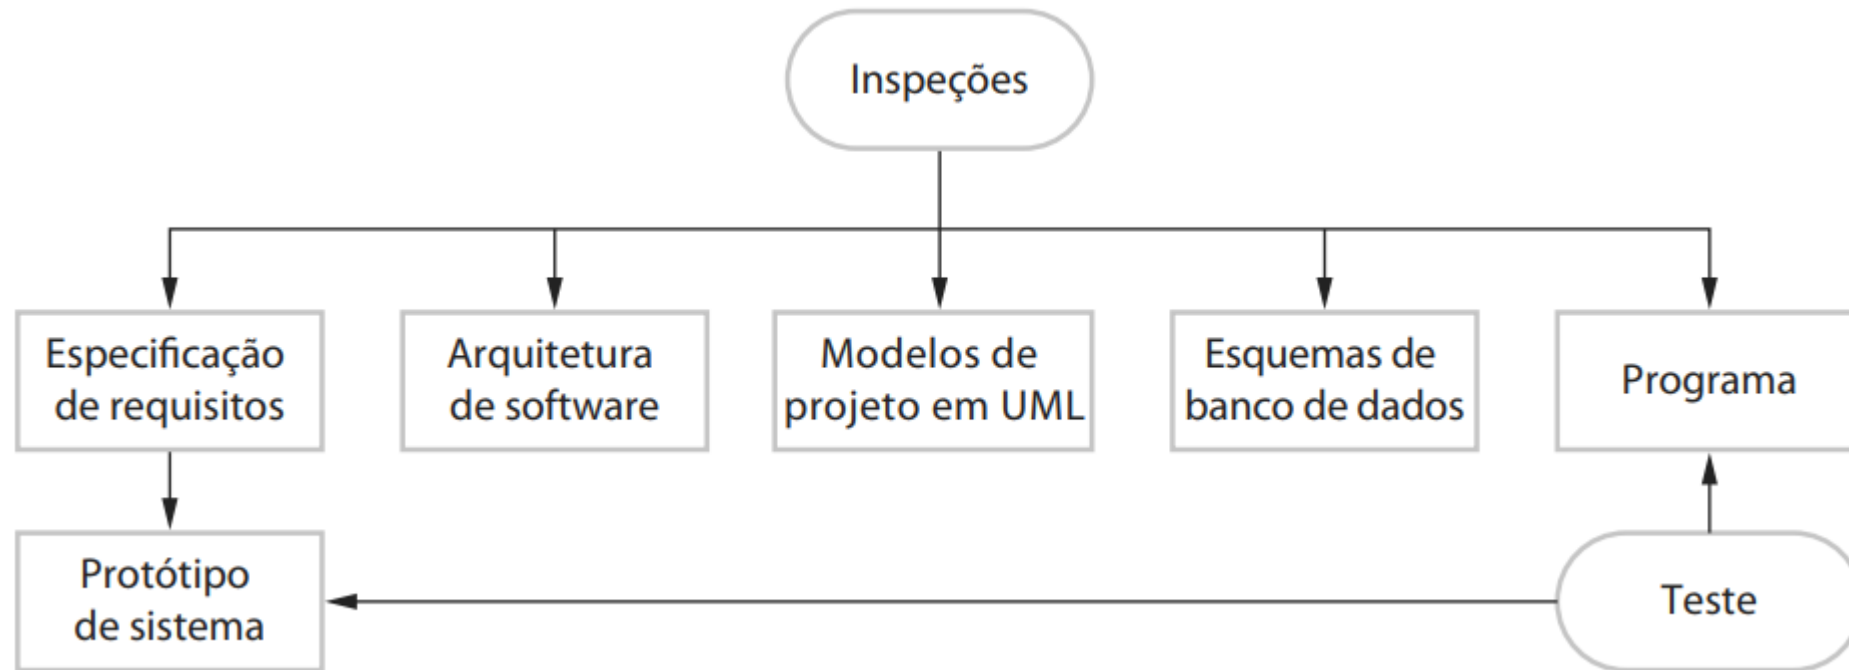 Inspeções
Especificação
de requisitos
Arquitetura
de software
Modelos de
projeto em UML
Esquemas de
banco de dados
Programa
Protótipo
de sistema
Teste